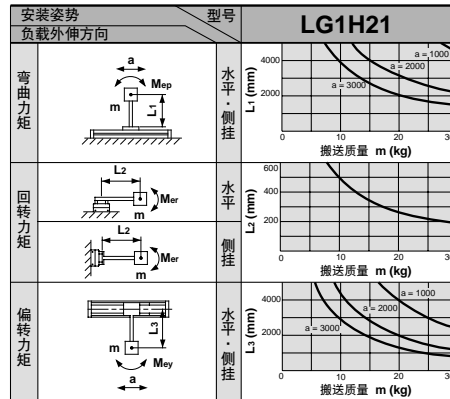 安装姿势 型号
负载外伸方向
LG1H21
弯曲力矩
a
Mep
m
L1
水平·侧挂
L1 (mm)
4000
2000
a = 1000
a = 2000
a = 3000
0 10 20 30
搬送质量 m (kg)
回转力矩
L2
Mer
m
水平
L2
Mer
m
侧挂
L2 (mm)
600
400
200
0 10 20 30
搬送质量 m (kg)
偏转力矩
L3
m
Mey
a
水平·侧挂
L3 (mm)
4000
2000
a = 1000
a = 2000
a = 3000
0 10 20 30
搬送质量 m (kg)